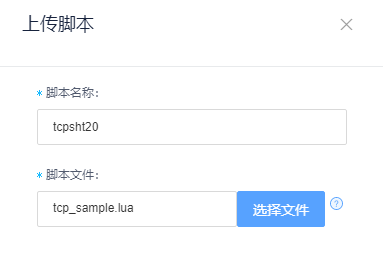 上传脚本
* 脚本名称:
tcpsht20
* 脚本文件:
tcp_sample.lua
选择文件
?